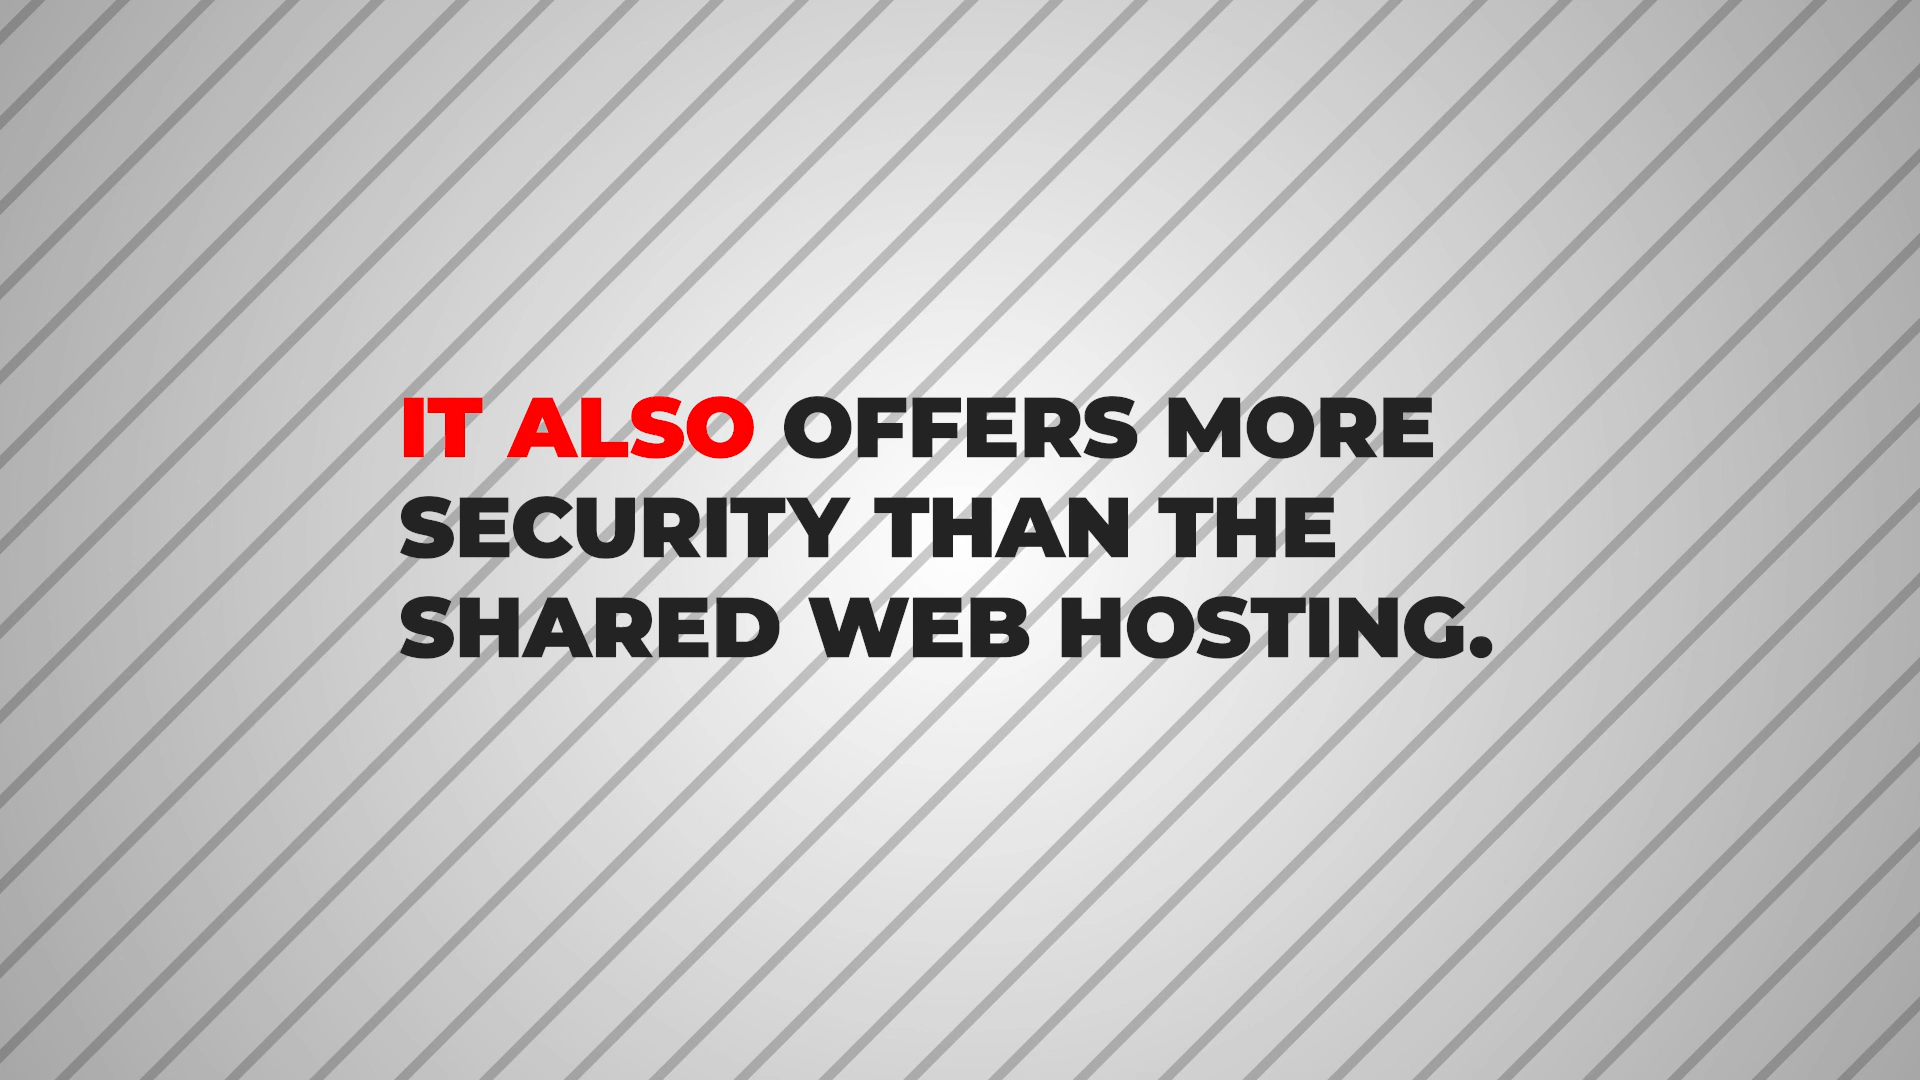 IT ALSO OFFERS MORE
SECURITY THAN THE
SHARED WEB HOSTING.